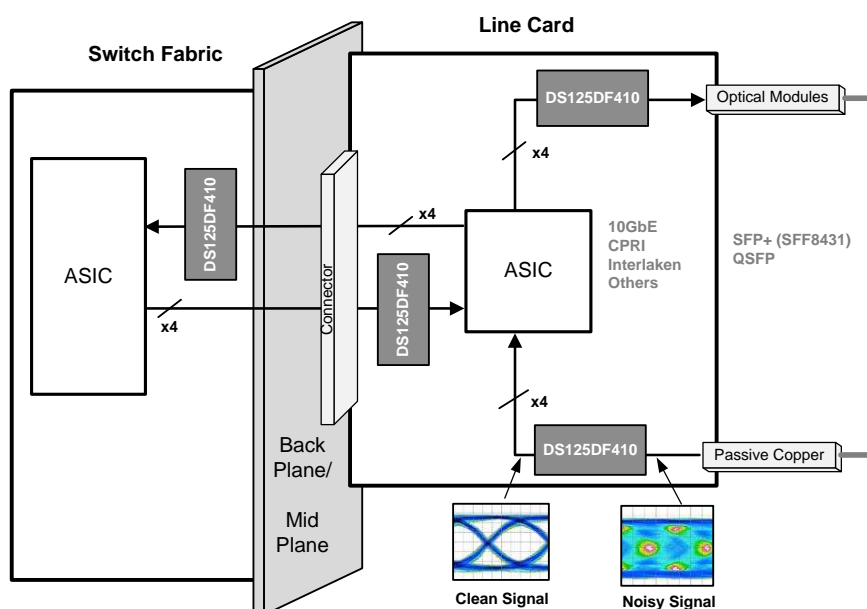 Switch Fabric
Line Card
DS125DF410
Optical Modules
x4
DS125DF410
x4
ASIC
ASIC
10GbE
CPRI
Interlaken
Others
SFP+ (SFF8431)
QSFP
Connector
DS125DF410
x4
x4
DS125DF410
Passive Copper
Back
Plane/
Mid
Plane
Clean Signal
Noisy Signal